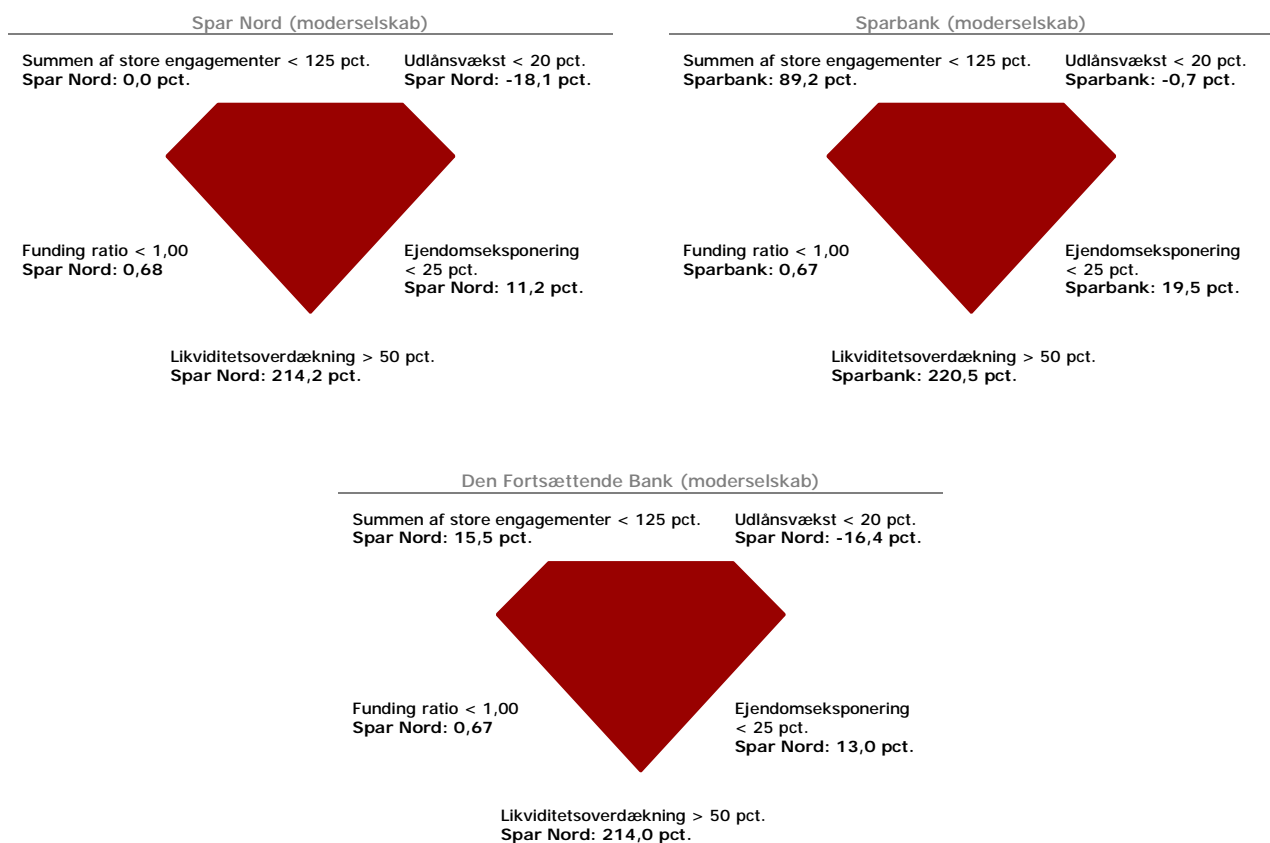 Spar Nord (moderselskab)
Summen af store engagementer < 125 pct.
Spar Nord: 0,0 pct.
Udlånsvækst < 20 pct.
Spar Nord: -18,1 pct.
Funding ratio < 1,00
Spar Nord: 0,68
Ejendomseksponering
< 25 pct.
Spar Nord: 11,2 pct.
Likviditetsoverdækning > 50 pct.
Spar Nord: 214,2 pct.
Sparbank (moderselskab)
Summen af store engagementer < 125 pct.
Sparbank: 89,2 pct.
Udlånsvækst < 20 pct.
Sparbank: -0,7 pct.
Funding ratio < 1,00
Sparbank: 0,67
Ejendomseksponering
< 25 pct.
Sparbank: 19,5 pct.
Likviditetsoverdækning > 50 pct.
Sparbank: 220,5 pct.
Den Fortsættende Bank (moderselskab)
Summen af store engagementer < 125 pct.
Spar Nord: 15,5 pct.
Udlånsvækst < 20 pct.
Spar Nord: -16,4 pct.
Funding ratio < 1,00
Spar Nord: 0,67
Ejendomseksponering
< 25 pct.
Spar Nord: 13,0 pct.
Likviditetsoverdækning > 50 pct.
Spar Nord: 214,0 pct.